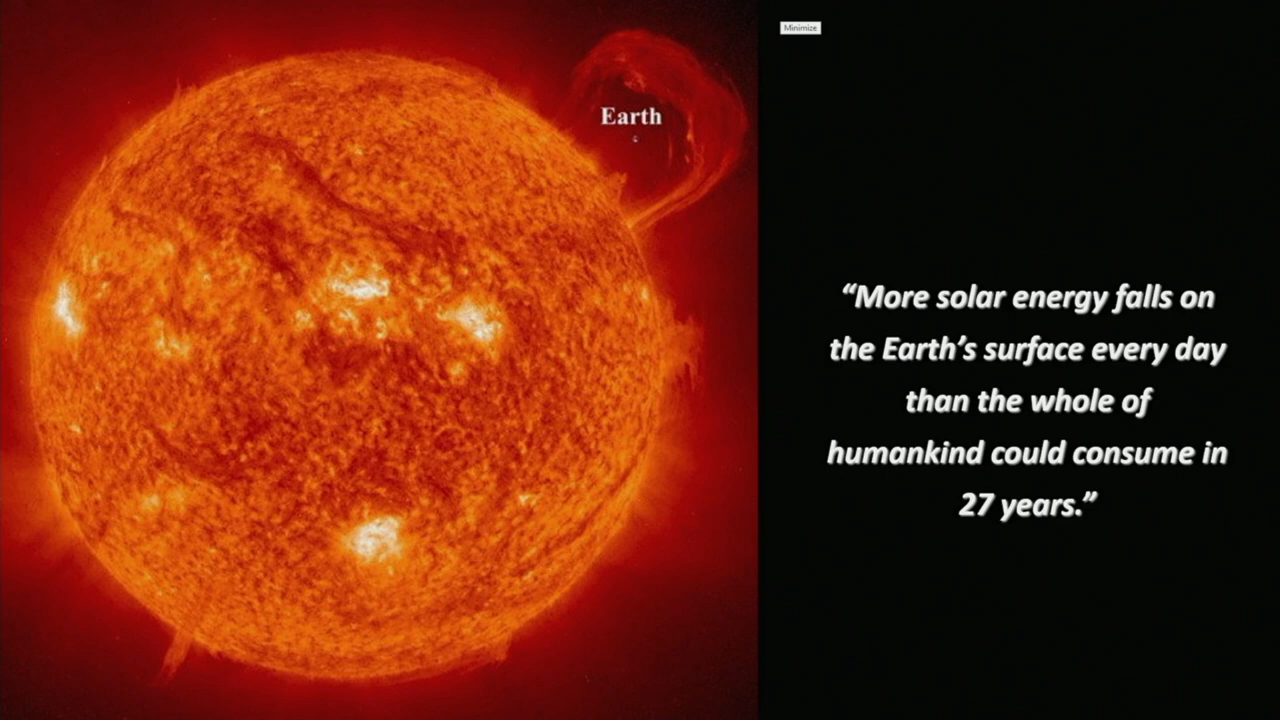 Minimize
Earth
“More solar energy falls on
the Earth’s surface every day
than the whole of
humankind could consume in
27 years.”